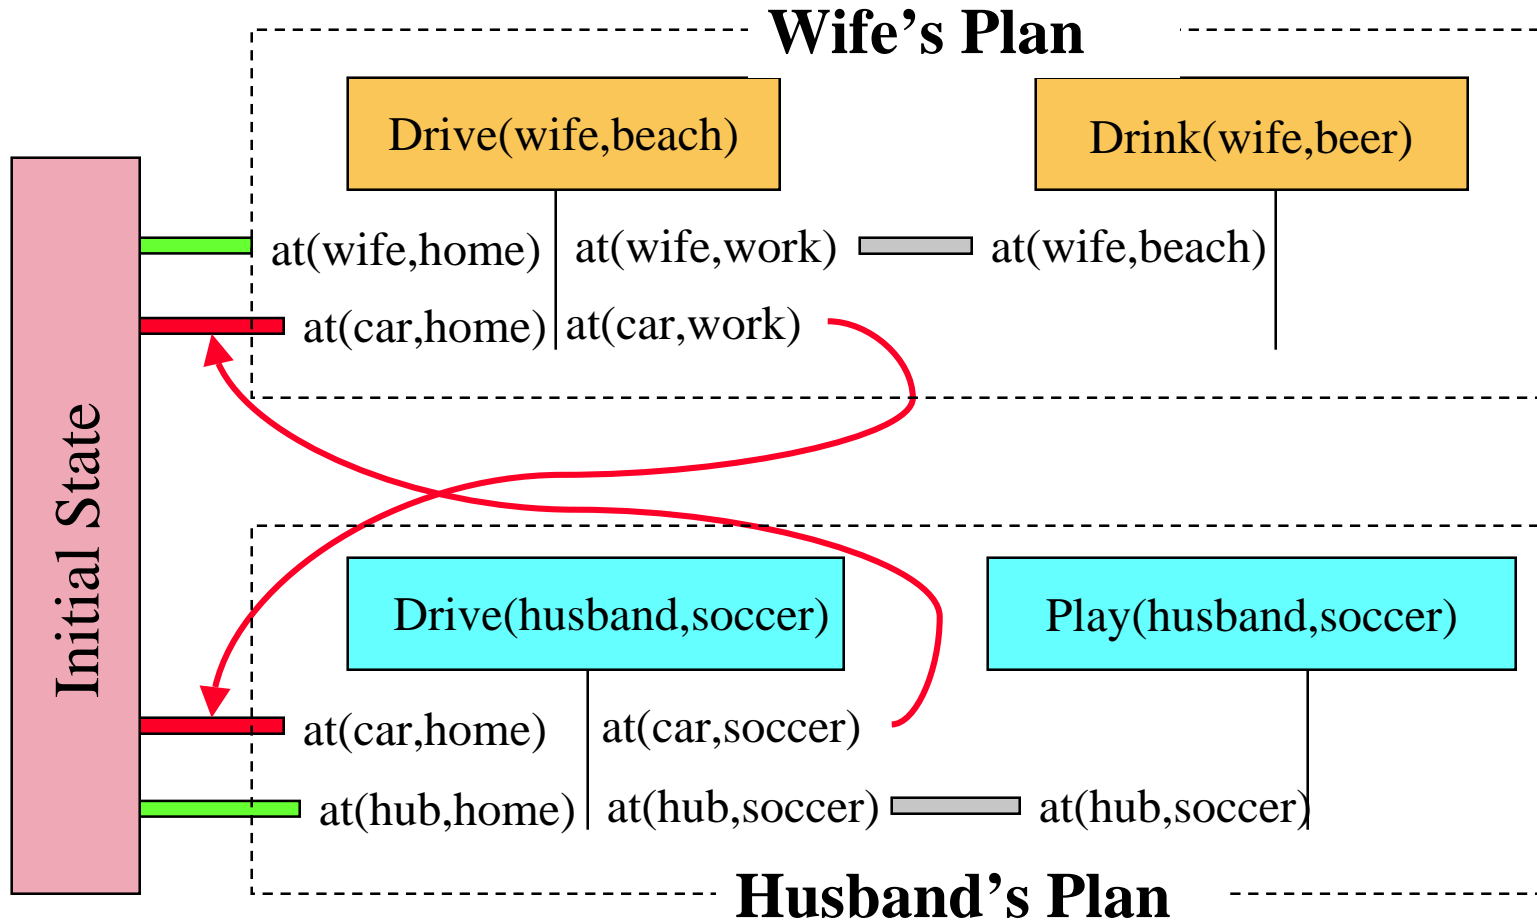 Wife's Plan
Drive(wife,beach)
Drink(wife,beer)
at(wife,home)
at(wife,work)
at(wife,beach)
at(car,home)
at(car,work)
Initial State
Drive(husband,soccer)
Play(husband,soccer)
at(car,home)
at(car,soccer)
at(hub,home)
at(hub,soccer)
at(hub,soccer)
Husband's Plan